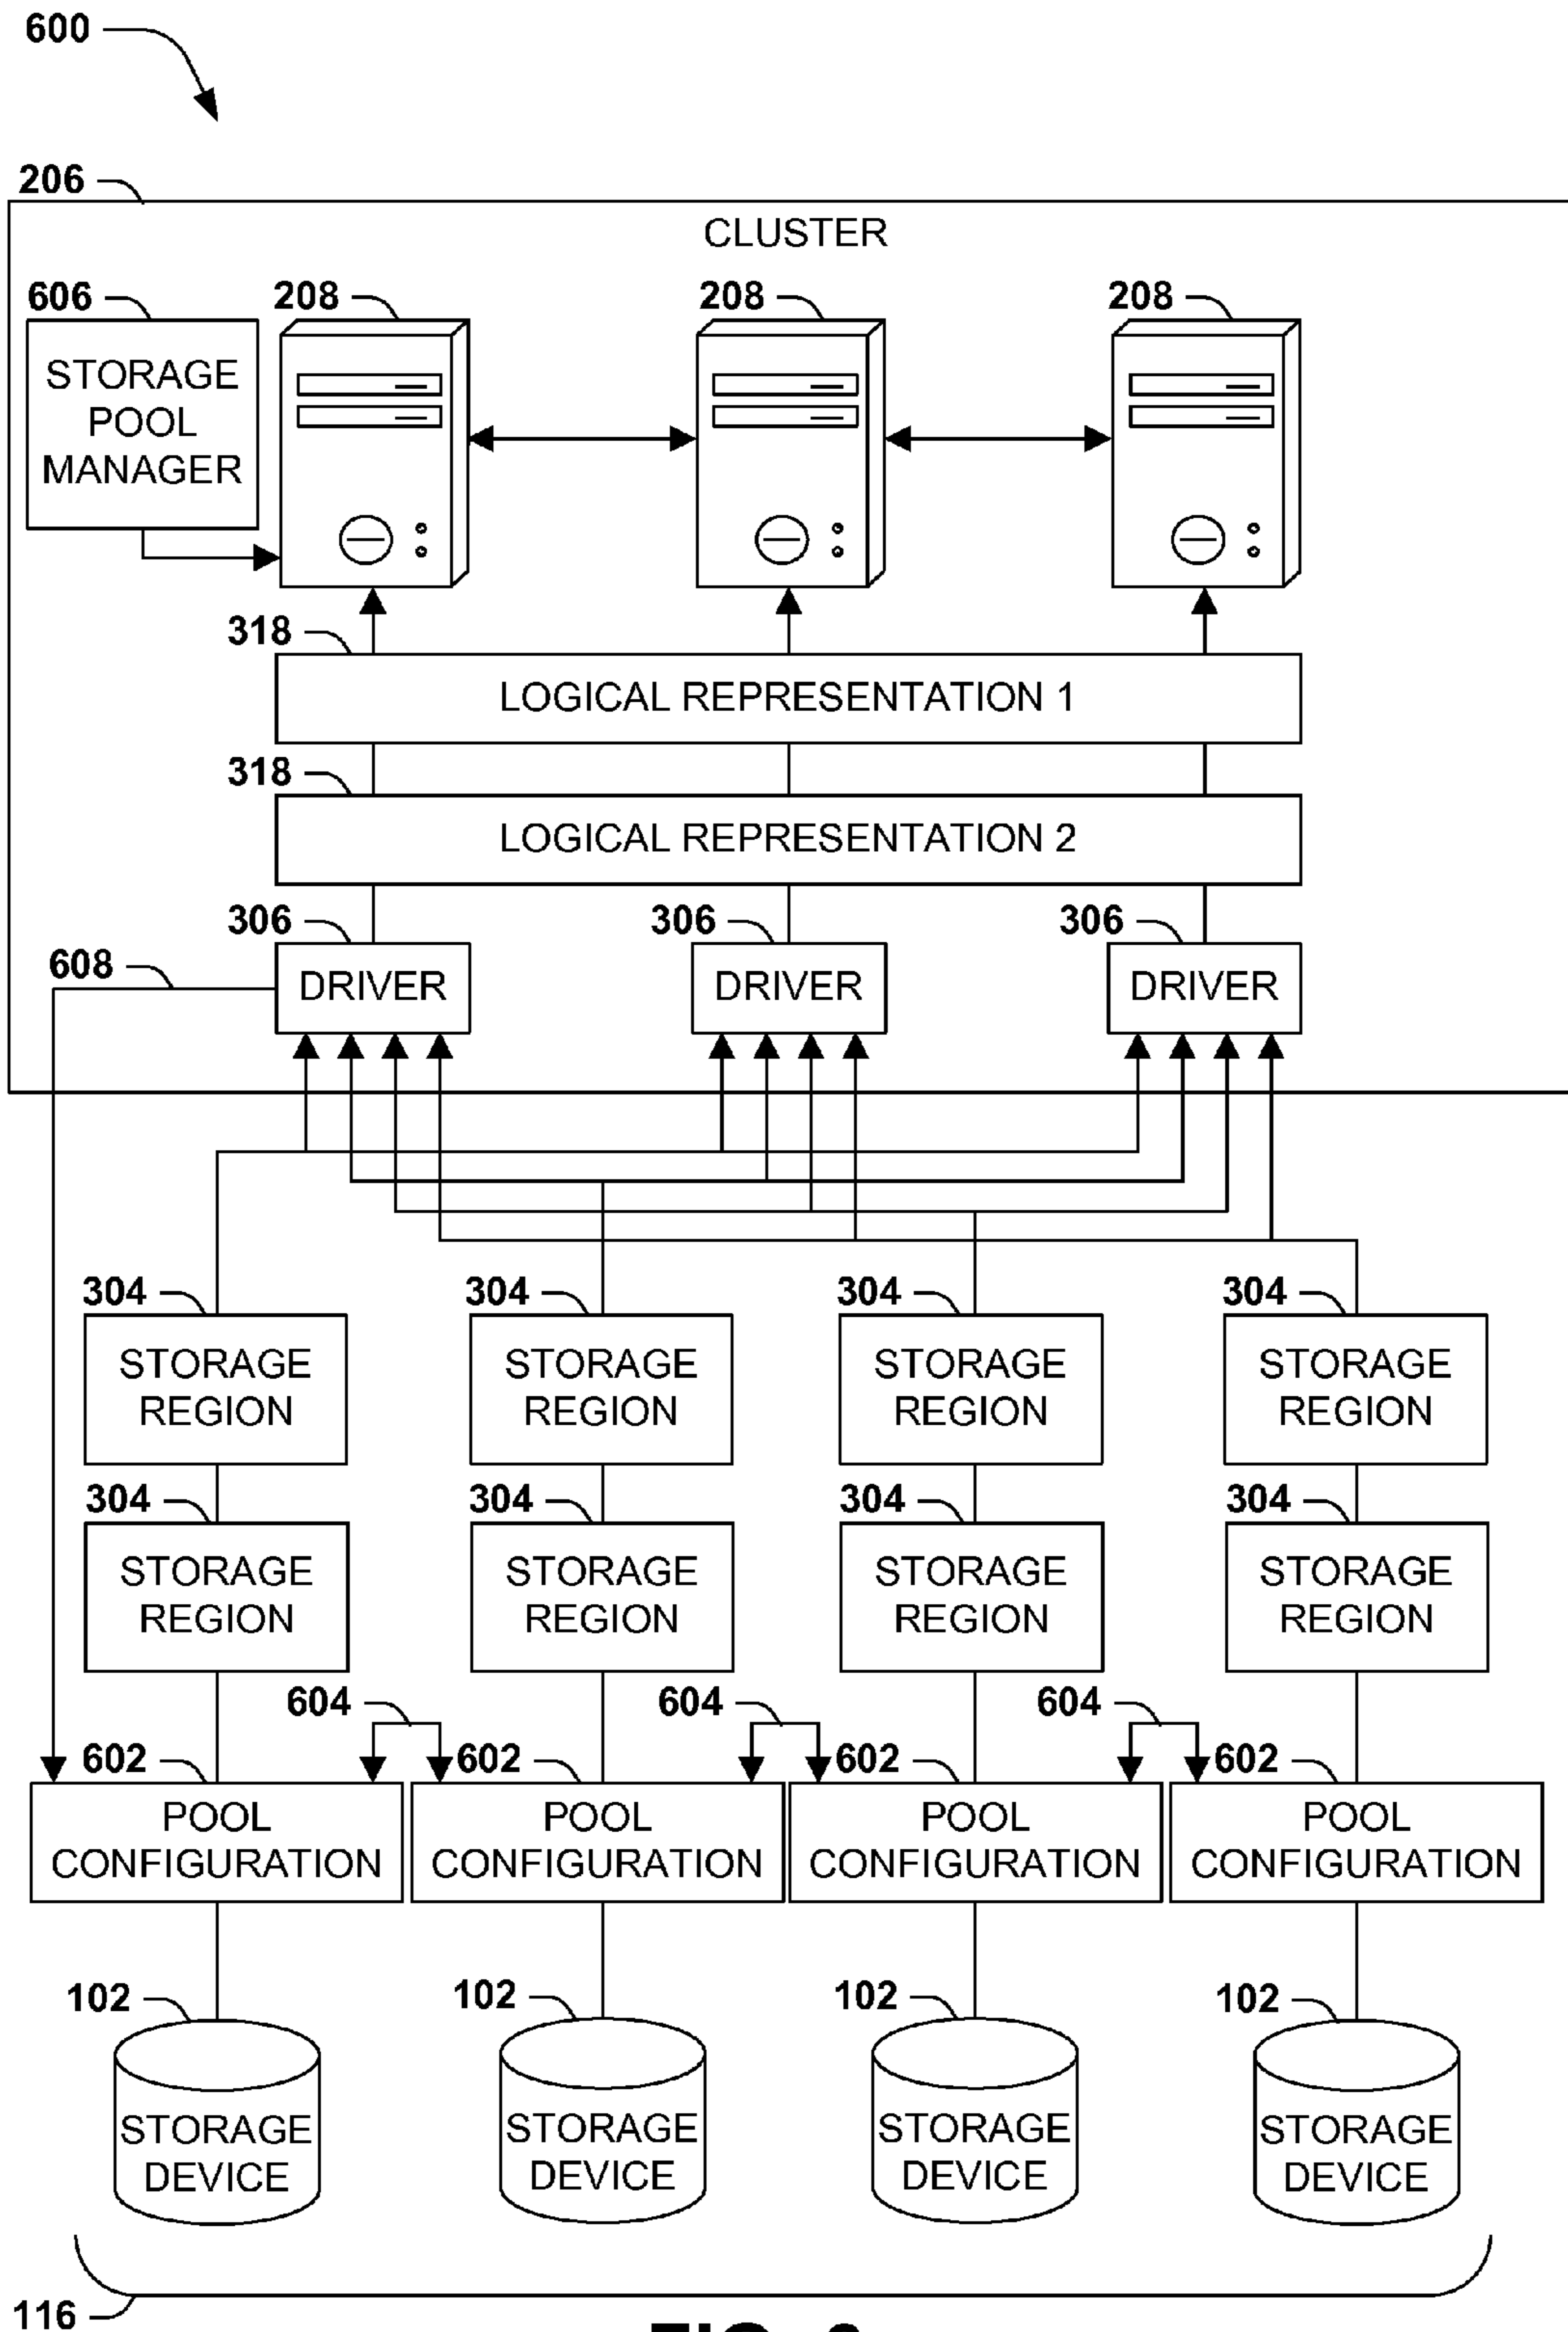 600
206
CLUSTER
606
208
208
208
STORAGE
POOL
MANAGER
318
LOGICAL REPRESENTATION 1
318
LOGICAL REPRESENTATION 2
306
306
306
608
DRIVER
DRIVER
DRIVER
304
304
304
304
STORAGE
REGION
STORAGE
REGION
STORAGE
REGION
STORAGE
REGION
304
304
304
304
STORAGE
REGION
STORAGE
REGION
STORAGE
REGION
STORAGE
REGION
604
604
604
602
602
602
602
POOL
CONFIGURATION
POOL
CONFIGURATION
POOL
CONFIGURATION
POOL
CONFIGURATION
102
102
102
102
STORAGE
DEVICE
STORAGE
DEVICE
STORAGE
DEVICE
STORAGE
DEVICE
116